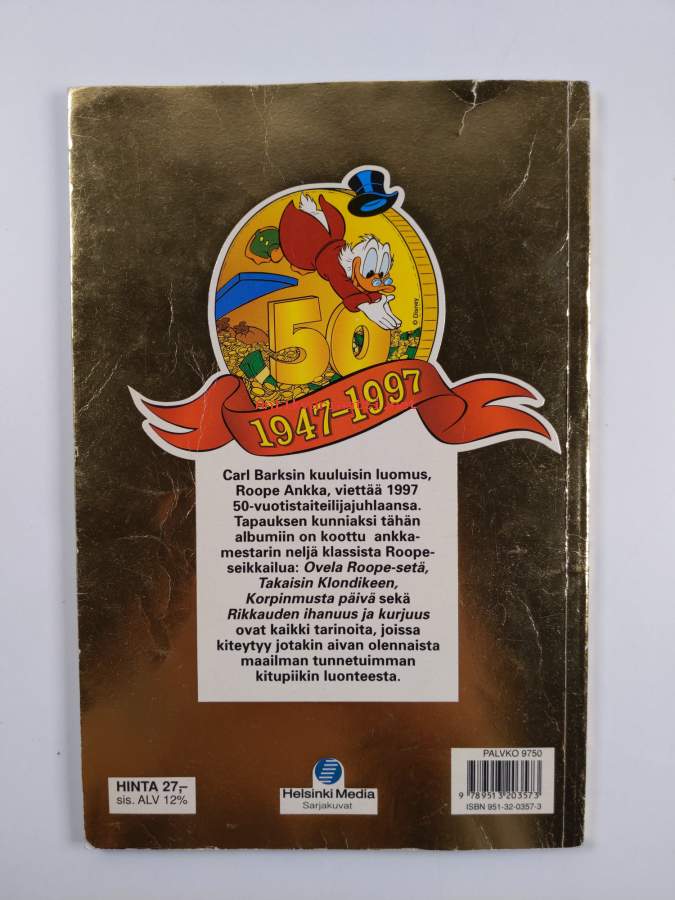 © Disney
50
1947-1997
Carl Barksin kuuluisin luomus,
Roope Ankka, viettää 1997
50-vuotistaiteilijajuhlaansa.
Tapauksen kunniaksi tähän
albumiin on koottu ankka-
mestarin neljä klassista Roope-
seikkailua: Ovela Roope-setä,
Takaisin Klondikeen,
Korpinmusta päivä sekä
Rikkauden ihanuus ja kurjuus
ovat kaikki tarinoita, joissa
kiteytyy jotakin aivan olennaista
maailman tunnetuimman
kitupiikin luonteesta.
HINTA 27,–
sis. ALV 12%
Helsinki Media
Sarjakuvat
PALVKO 9750
9 789513 203573
ISBN 951-32-0357-3